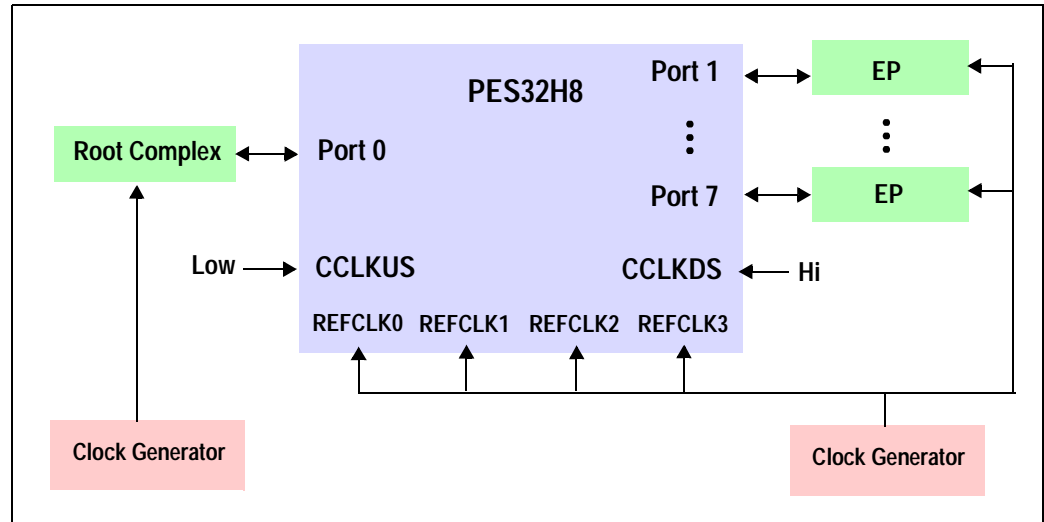 PES32H8
Port 1
EP
Root Complex
Port 0
Port 7
EP
Low
CCLKUS
CCLKDS
Hi
REFCLK0 REFCLK1 REFCLK2 REFCLK3
Clock Generator
Clock Generator